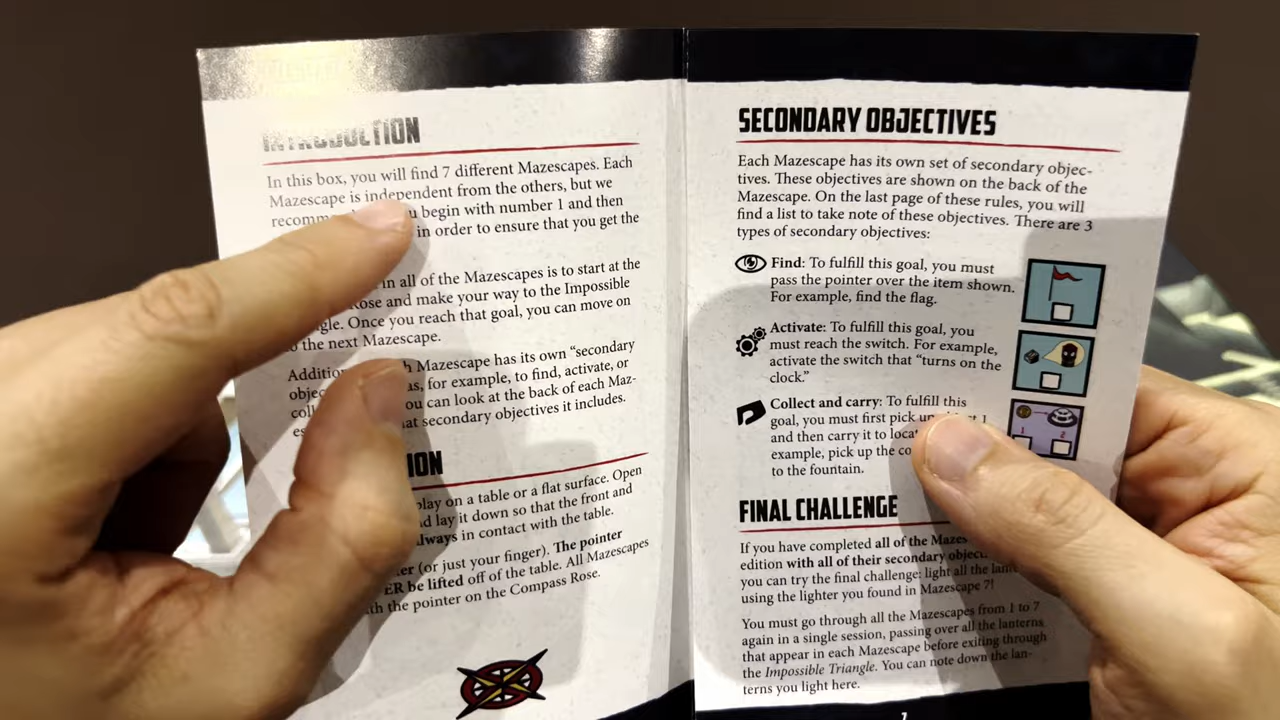 INTRODUCTION
In this box, you will find 7 different Mazescapes. Each
Mazescape is independent from the others, but we
begin with number 1 and then
in order to ensure that you get the
in all of the Mazescapes is to start at the
and make your way to the Impossible
Once you reach that goal, you can move on
the next Mazescape.
Mazescape has its own “secondary
as, for example, to find, activate, or
you can look at the back of each Maz-
secondary objectives it includes.
play on a table or a flat surface. Open
lay it down so that the front and
always in contact with the table.
(or just your finger). The pointer
be lifted off of the table. All Mazescapes
the pointer on the Compass Rose.
SECONDARY OBJECTIVES
Each Mazescape has its own set of secondary objec-
tives. These objectives are shown on the back of the
Mazescape. On the last page of these rules, you will
find a list to take note of these objectives. There are 3
types of secondary objectives:
Find: To fulfill this goal, you must
pass the pointer over the item shown.
For example, find the flag.
Activate: To fulfill this goal, you
must reach the switch. For example,
activate the switch that “turns on the
clock.”
Collect and carry: To fulfill this
goal, you must first pick 1
and then carry it to
example, pick up the
to the fountain.
1 2
FINAL CHALLENGE
If you have completed all of the
edition with all of their secondary
you can try the final challenge: light all the
using the lighter you found in Mazescape 7!
You must go through all the Mazescapes from 1 to 7
again in a single session, passing over all the lanterns
that appear in each Mazescape before exiting through
the Impossible Triangle. You can note down the lan-
terns you light here.